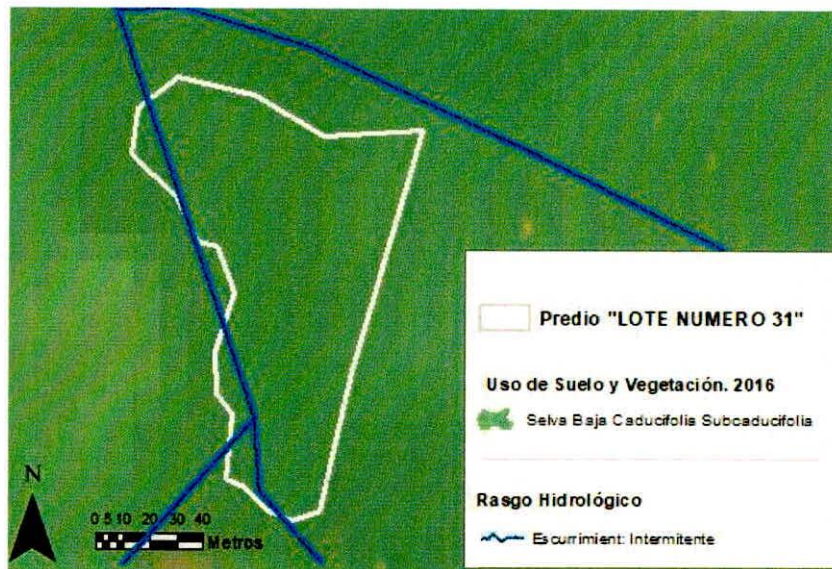 Predio "LOTE NUMERO 31"
Uso de Suelo y Vegetación. 2016
Selva Baja Caducifolia Subcaducifolia
Rasgo Hidrológico
Escurrimient: Intermitente
N
0 5 10 20 30 40
Metros